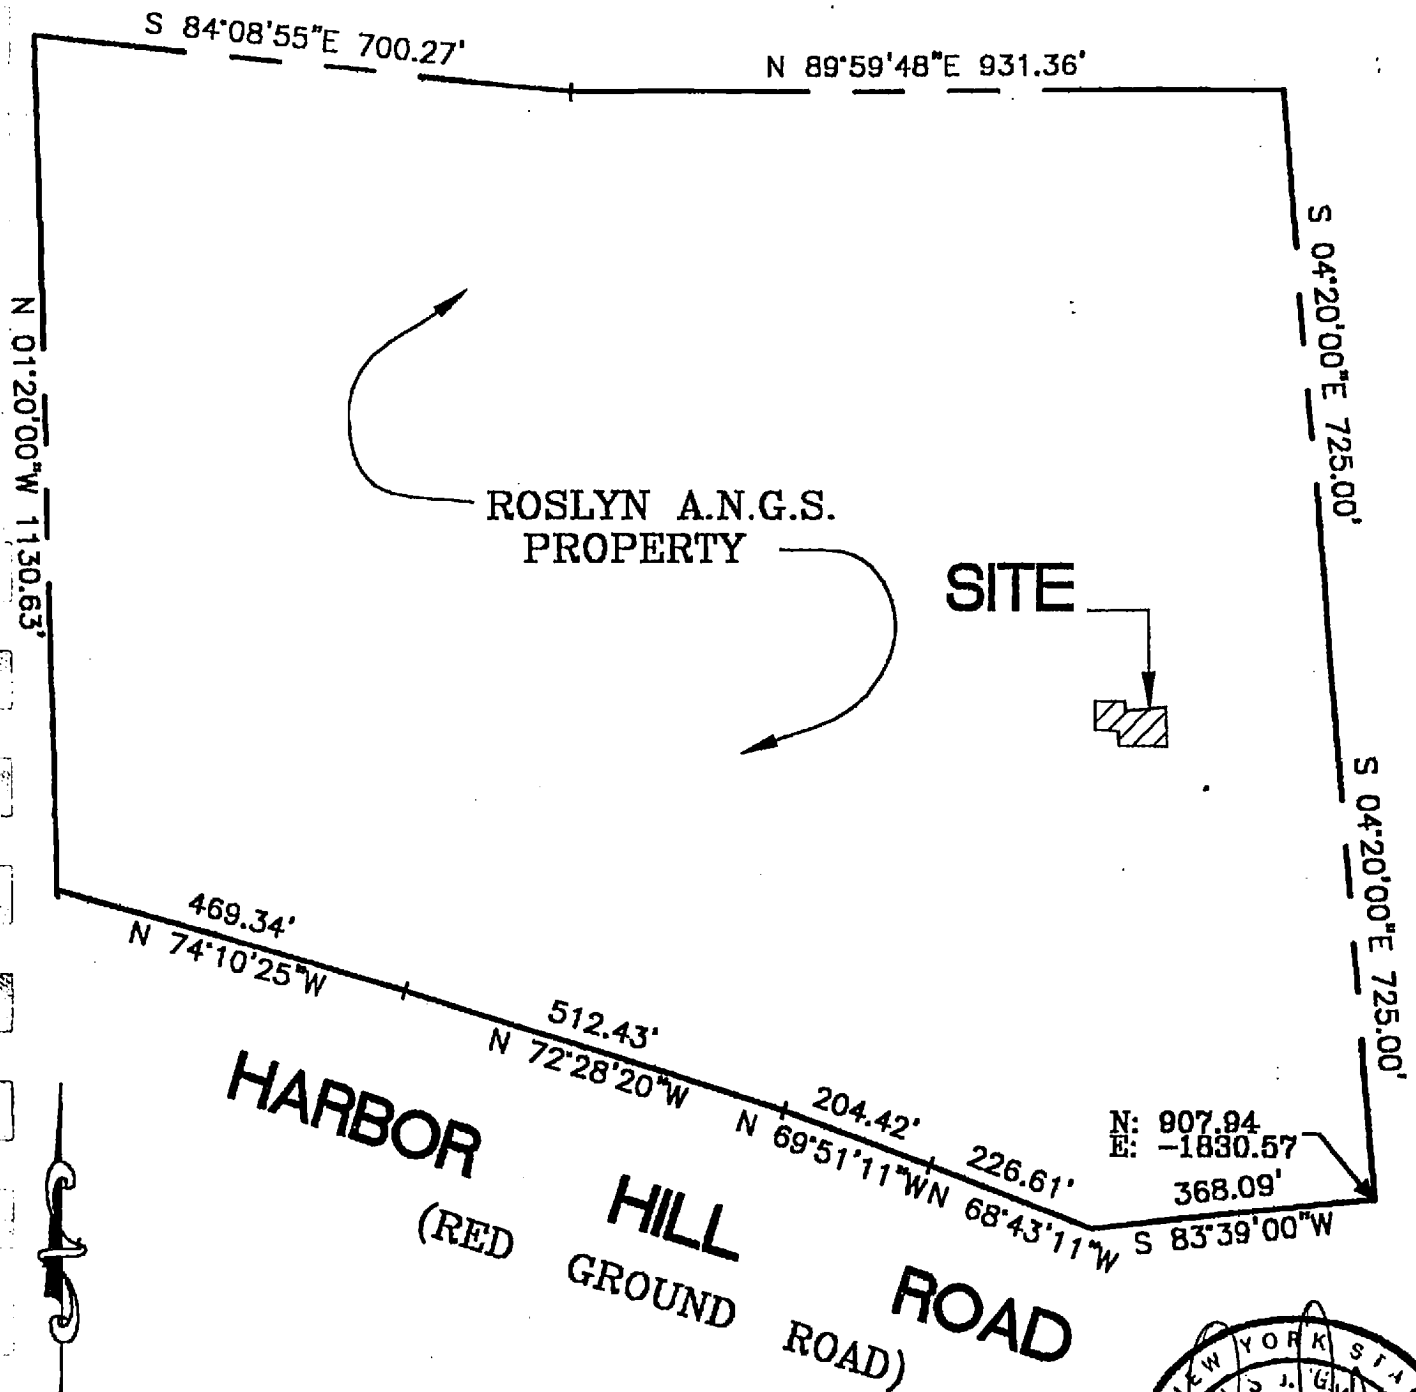 S 84°08'55"E 700.27'
N 89°59'48"E 931.36'
S 04°20'00"E 725.00'
N 01°20'00"W 1130.63'
ROSLYN A.N.G.S.
PROPERTY
SITE
S 04°20'00"E 725.00'
469.34'
N 74°10'25"W
512.43'
N 72°28'20"W
204.42'
N 69°51'11"W
226.61'
N 68°43'11"W
N: 907.94
E: -1830.57
368.09'
S 83°39'00"W
HARBOR HILL ROAD
(RED GROUND ROAD)
YORK